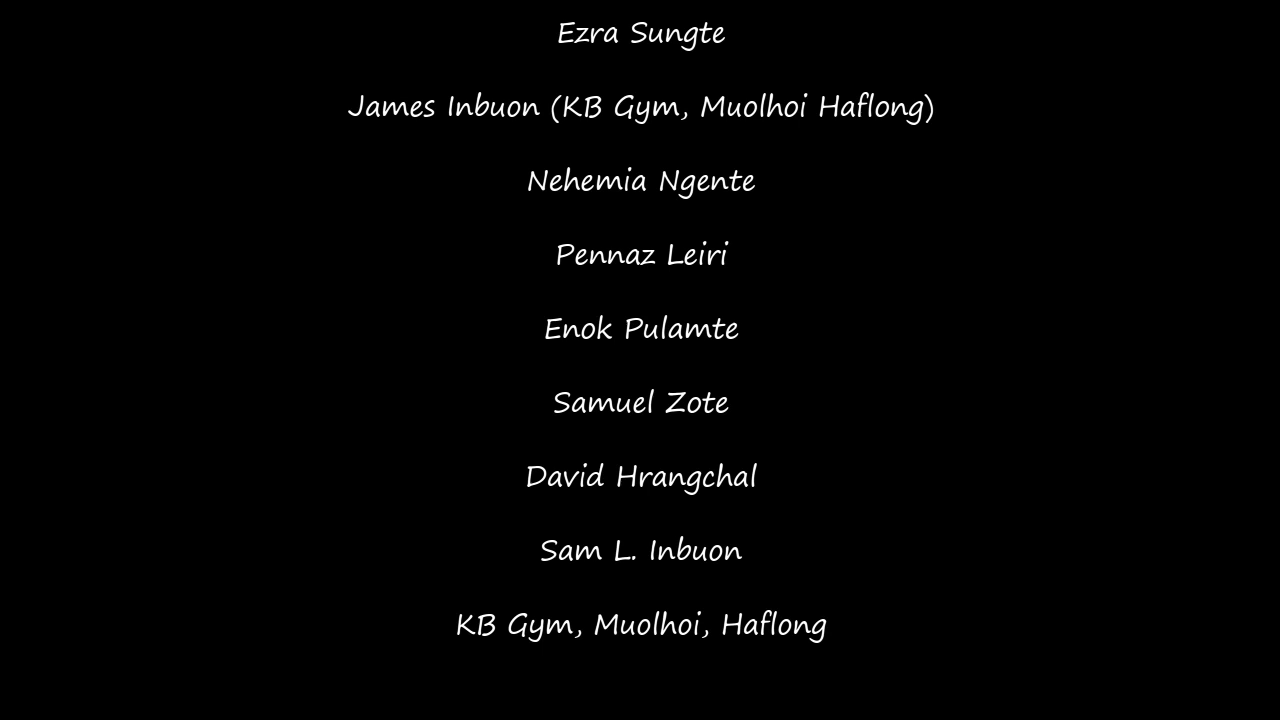 Ezra Sungte
James Inbuon (KB Gym, Muolhoi Haflong)
Nehemia Ngente
Pennaz Leiri
Enok Pulamte
Samuel Zote
David Hrangchal
Sam L. Inbuon
KB Gym, Muolhoi, Haflong